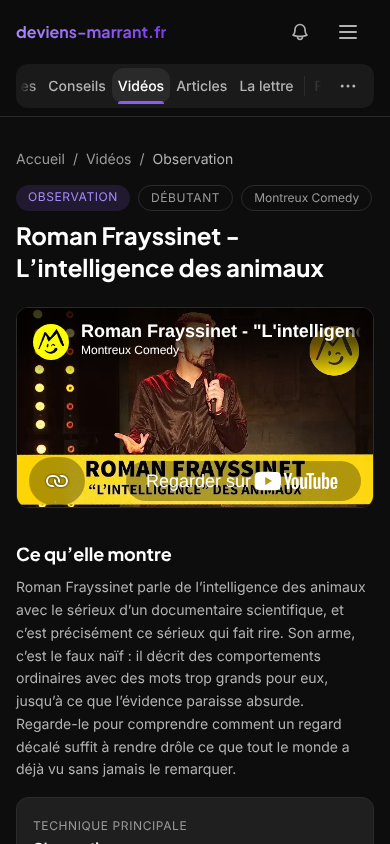 deviens-marrant.fr
es Conseils Vidéos Articles La lettre
Accueil / Vidéos / Observation
OBSERVATION DÉBUTANT Montreux Comedy
Roman Frayssinet -
L’intelligence des animaux
Roman Frayssinet - "L'intelligenc
Montreux Comedy
ROMAN FRAYSSINET
“L’INTELLIGENCE” DES ANIMAUX
Regarder sur YouTube
Ce qu’elle montre
Roman Frayssinet parle de l’intelligence des animaux
avec le sérieux d’un documentaire scientifique, et
c’est précisément ce sérieux qui fait rire. Son arme,
c’est le faux naïf : il décrit des comportements
ordinaires avec des mots trop grands pour eux,
jusqu’à ce que l’évidence paraisse absurde.
Regarde-le pour comprendre comment un regard
décalé suffit à rendre drôle ce que tout le monde a
déjà vu sans jamais le remarquer.
TECHNIQUE PRINCIPALE